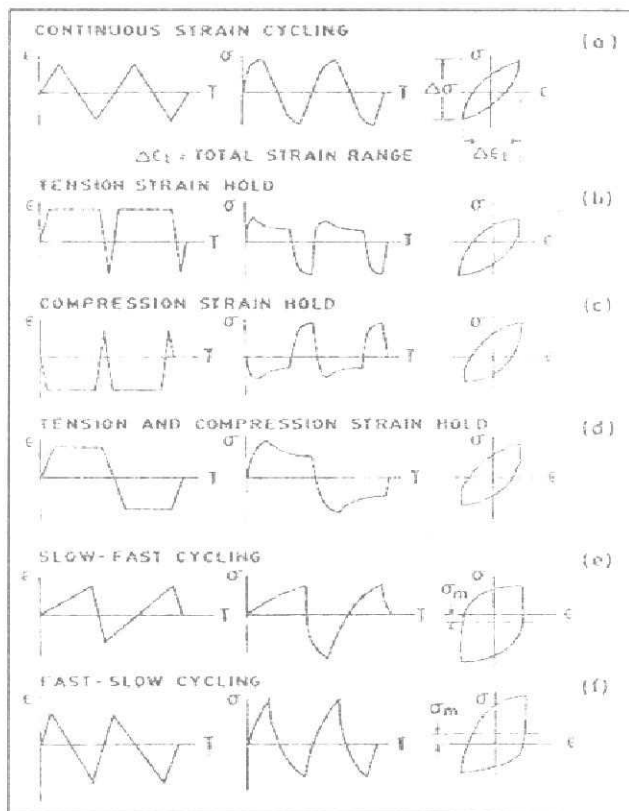 CONTINUOUS STRAIN CYCLING (a)
ε σ σ
T T Δσ ε
Δεt
Δεt = TOTAL STRAIN RANGE
TENSION STRAIN HOLD (b)
ε σ σ
T T ε
COMPRESSION STRAIN HOLD (c)
ε σ σ
T T ε
TENSION AND COMPRESSION STRAIN HOLD (d)
ε σ σ
T T ε
SLOW-FAST CYCLING (e)
ε σ σ
σm
T T ε
FAST-SLOW CYCLING (f)
ε σ σ
σm
T T ε